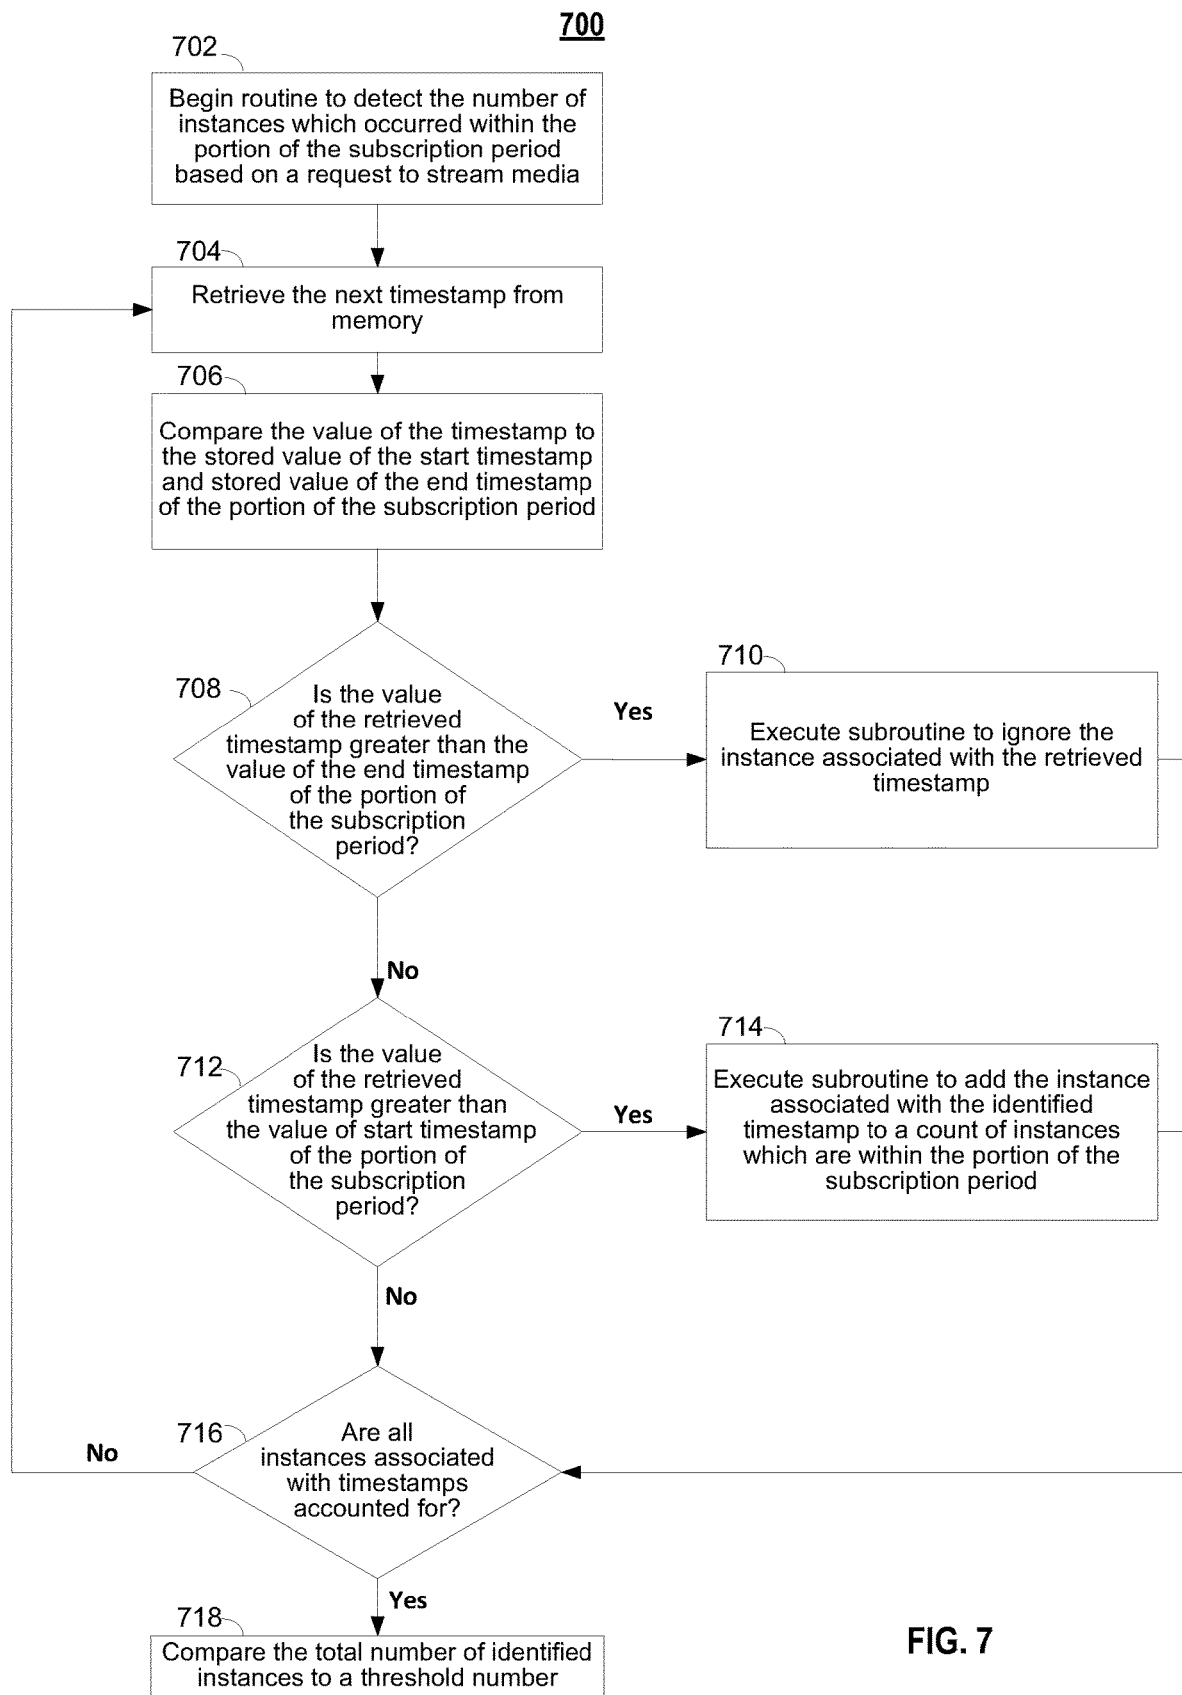 700
702
Begin routine to detect the number of
instances which occurred within the
portion of the subscription period
based on a request to stream media
704
Retrieve the next timestamp from
memory
706
Compare the value of the timestamp to
the stored value of the start timestamp
and stored value of the end timestamp
of the portion of the subscription period
708
Is the value
of the retrieved
timestamp greater than the
value of the end timestamp
of the portion of
the subscription
period?
Yes
710
Execute subroutine to ignore the
instance associated with the retrieved
timestamp
No
712
Is the value
of the retrieved
timestamp greater than
the value of start timestamp
of the portion of
the subscription
period?
Yes
714
Execute subroutine to add the instance
associated with the identified
timestamp to a count of instances
which are within the portion of the
subscription period
No
716
Are all
instances associated
with timestamps
accounted for?
No
Yes
718
Compare the total number of identified
instances to a threshold number
FIG. 7